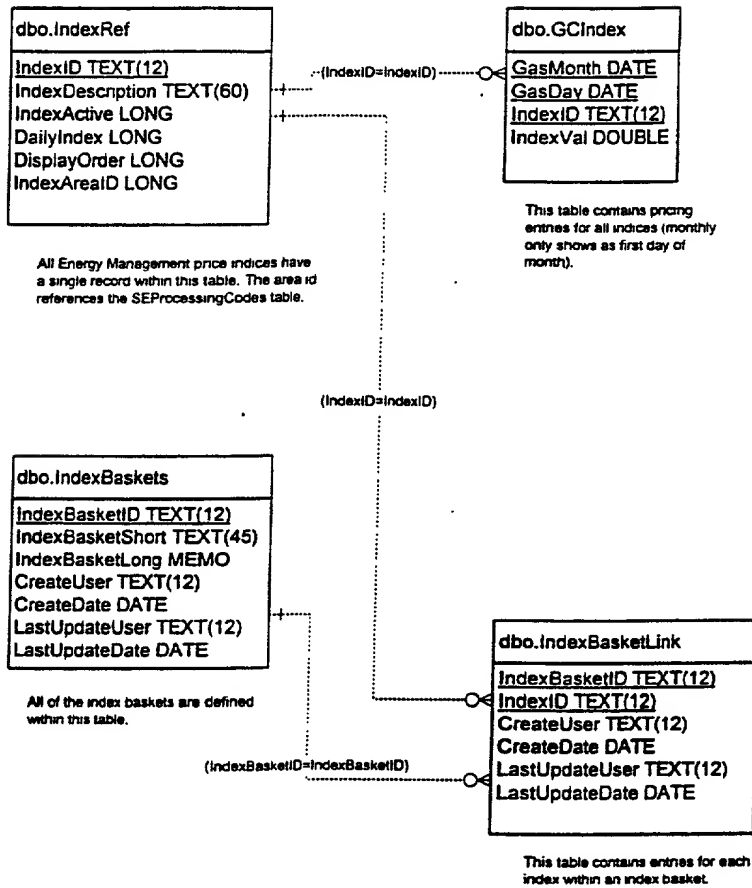 dbo.IndexRef
IndexID TEXT(12)
IndexDescription TEXT(60)
IndexActive LONG
DailyIndex LONG
DisplayOrder LONG
IndexAreaID LONG
All Energy Management price indices have
a single record within this table. The area id
references the SEProcessingCodes table.
(IndexID=IndexID)
dbo.GCIndex
GasMonth DATE
GasDay DATE
IndexID TEXT(12)
IndexVal DOUBLE
This table contains pricing
entries for all indices (monthly
only shows as first day of
month).
(IndexID=IndexID)
dbo.IndexBaskets
IndexBasketID TEXT(12)
IndexBasketShort TEXT(45)
IndexBasketLong MEMO
CreateUser TEXT(12)
CreateDate DATE
LastUpdateUser TEXT(12)
LastUpdateDate DATE
All of the index baskets are defined
within this table.
(IndexBasketID=IndexBasketID)
dbo.IndexBasketLink
IndexBasketID TEXT(12)
IndexID TEXT(12)
CreateUser TEXT(12)
CreateDate DATE
LastUpdateUser TEXT(12)
LastUpdateDate DATE
This table contains entries for each
index within an index basket.